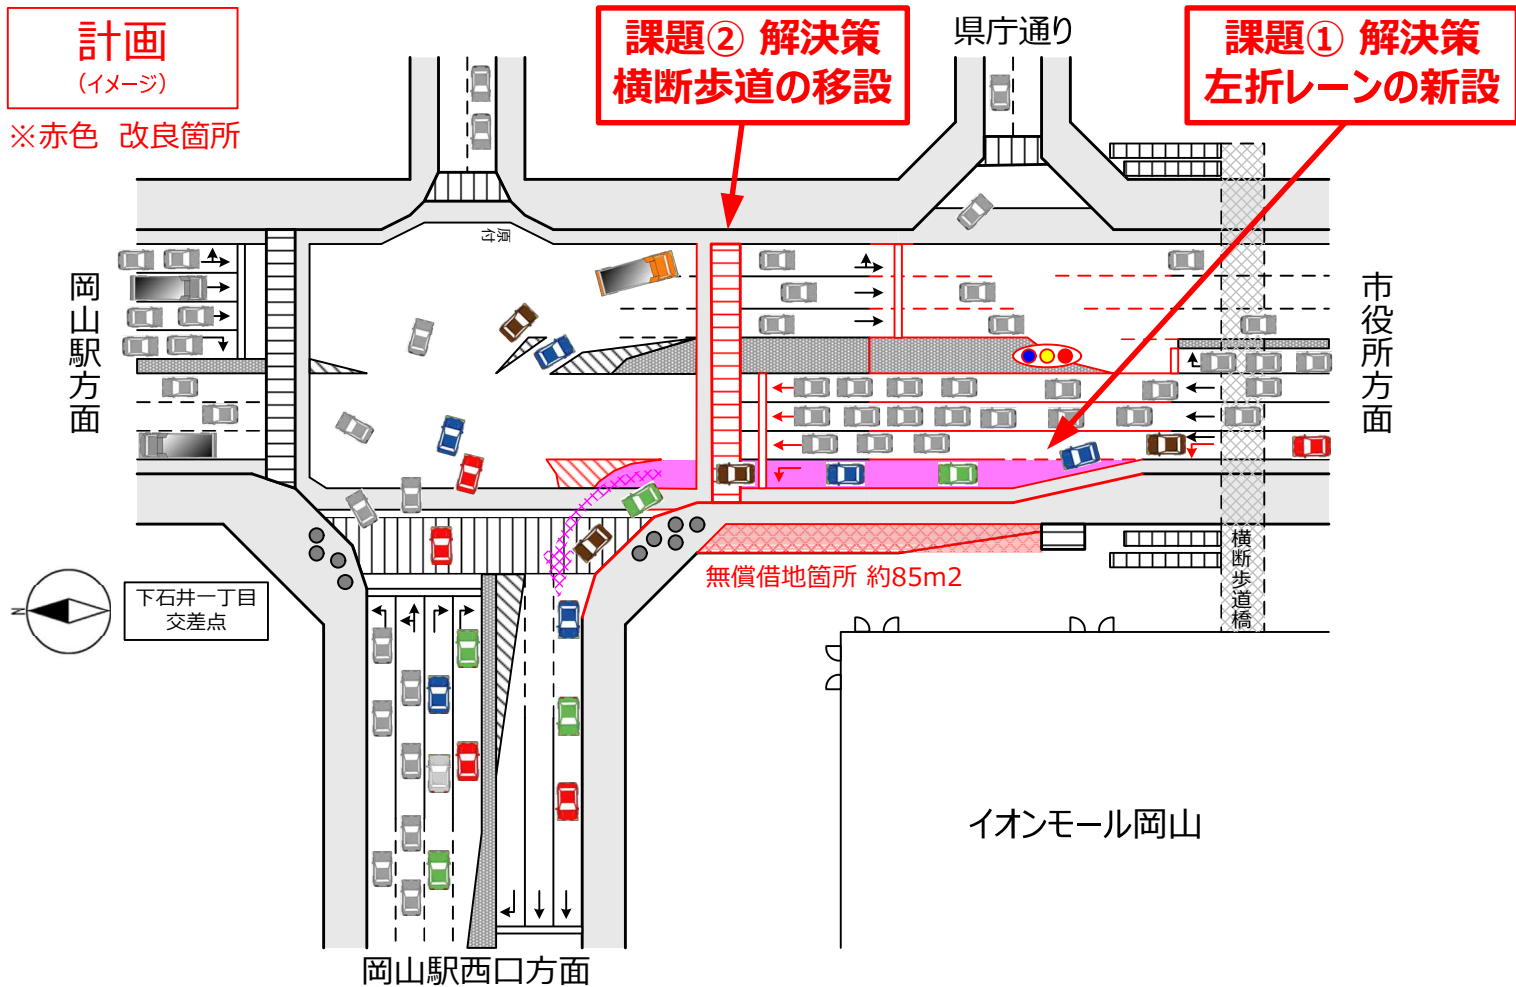 計画
(イメージ)
※赤色 改良箇所
課題② 解決策
横断歩道の移設
県庁通り
課題① 解決策
左折レーンの新設
原付
岡山駅方面
市役所方面
無償借地箇所 約85m2
横断歩道橋
N
下石井一丁目
交差点
イオンモール岡山
岡山駅西口方面